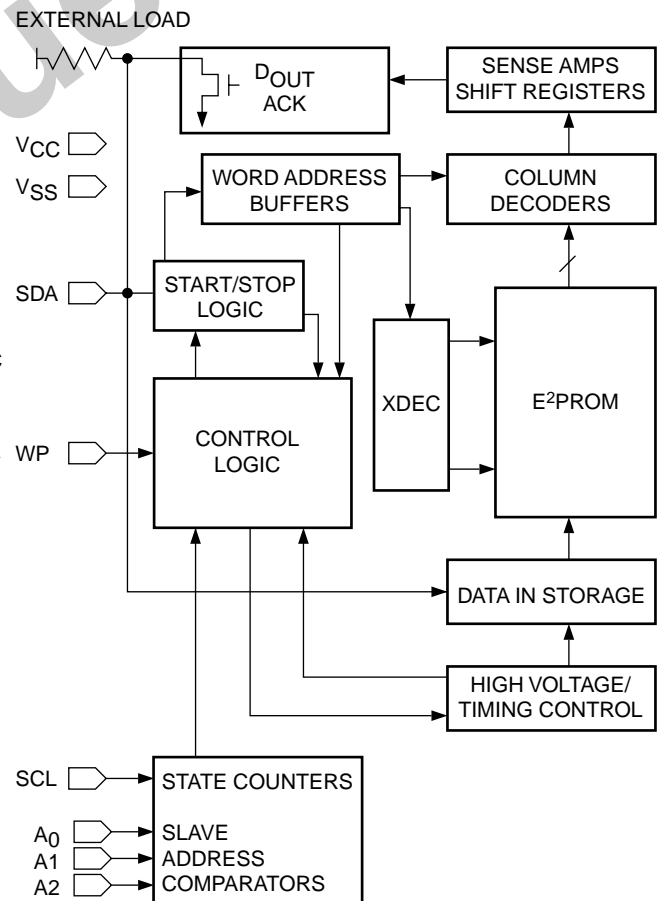 EXTERNAL LOAD
DOUT
ACK
SENSE AMPS
SHIFT REGISTERS
VCC
VSS
WORD ADDRESS
BUFFERS
COLUMN
DECODERS
SDA
START/STOP
LOGIC
XDEC
E2PROM
WP
CONTROL
LOGIC
DATA IN STORAGE
HIGH VOLTAGE/
TIMING CONTROL
SCL
STATE COUNTERS
A0
SLAVE
A1
ADDRESS
A2
COMPARATORS